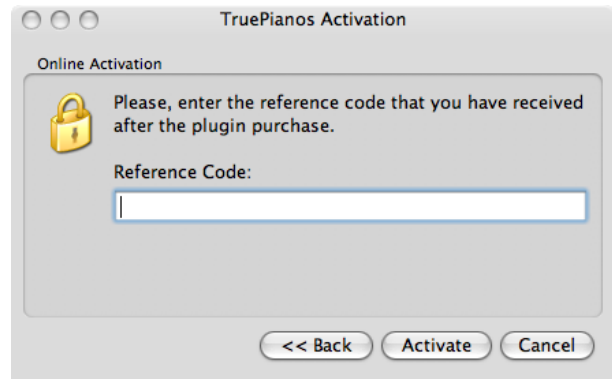 TruePianos Activation
Online Activation
Please, enter the reference code that you have received
after the plugin purchase.
Reference Code:
<< Back Activate Cancel